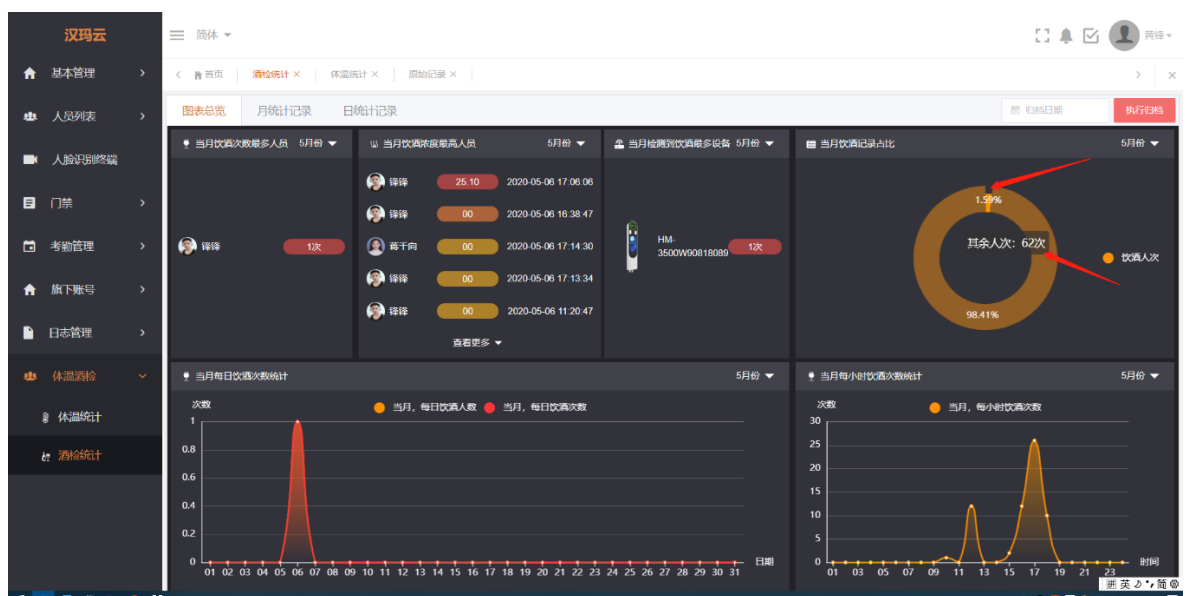 汉玛云
简体
黄锋
基本管理
人员列表
人脸识别终端
门禁
考勤管理
旗下账号
日志管理
体温酒检
体温统计
酒检统计
首页 酒检统计 × 体温统计 × 原始记录 ×
图表总览 月统计记录 日统计记录
归档日期 执行归档
当月饮酒次数最多人员 5月份
锋锋 1次
当月饮酒浓度最高人员 5月份
锋锋 25.10 2020-05-06 17:06:06
锋锋 00 2020-05-06 16:38:47
蒋干向 00 2020-05-06 17:14:30
锋锋 00 2020-05-06 17:13:34
锋锋 00 2020-05-06 11:20:47
查看更多
当月检测到饮酒最多设备 5月份
HM-
3500W90818089 1次
当月饮酒记录占比 5月份
1.59%
其余人次：62次
饮酒人次
98.41%
当月每日饮酒次数统计 5月份
次数
当月，每日饮酒人数 当月，每日饮酒次数
1
0.8
0.6
0.4
0.2
0
日期
01 02 03 04 05 06 07 08 09 10 11 12 13 14 15 16 17 18 19 20 21 22 23 24 25 26 27 28 29 30 31
当月每小时饮酒次数统计 5月份
次数
当月，每小时饮酒次数
30
25
20
15
10
5
0
时间
01 03 05 07 09 11 13 15 17 19 21 23
英 简